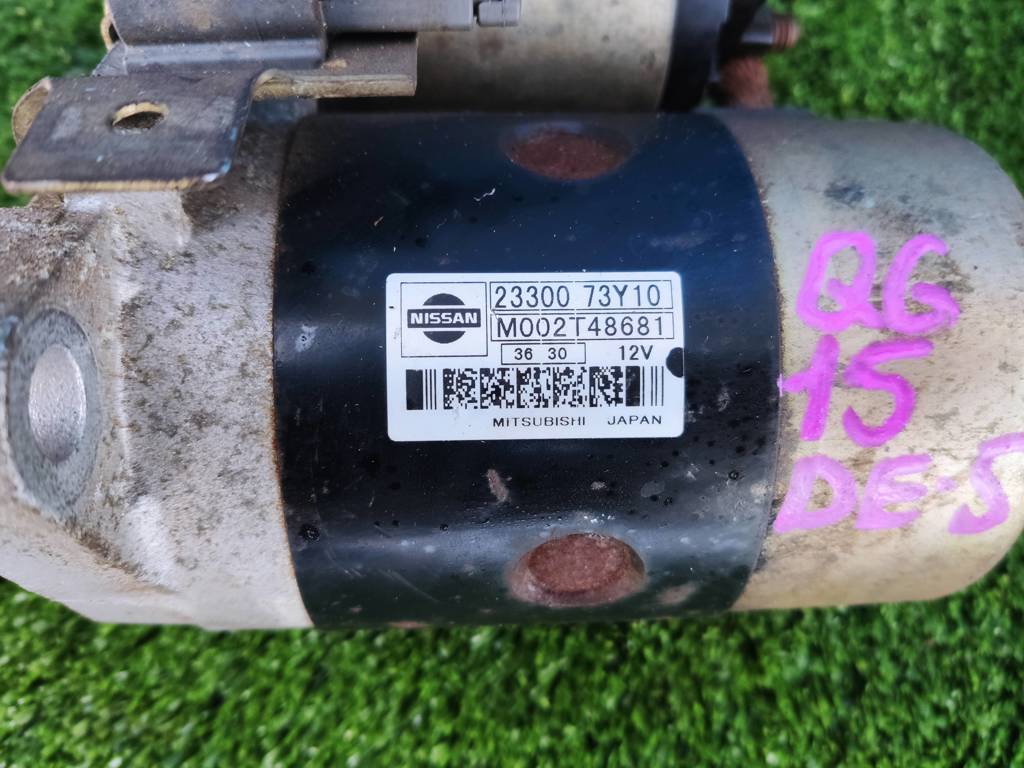 NISSAN
23300 73Y10
M002T48681
36 30 12V
MITSUBISHI JAPAN
QG
15
DE-S